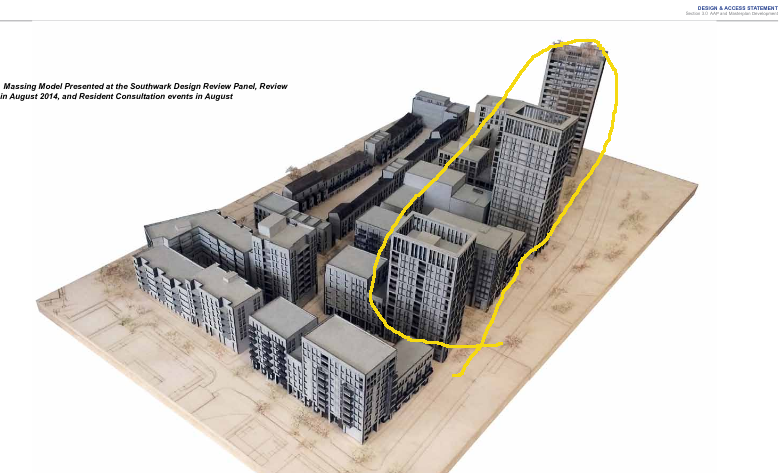 DESIGN & ACCESS STATEMENT
Section 3.0 AAP and Masterplan Development
Massing Model Presented at the Southwark Design Review Panel, Review
in August 2014, and Resident Consultation events in August